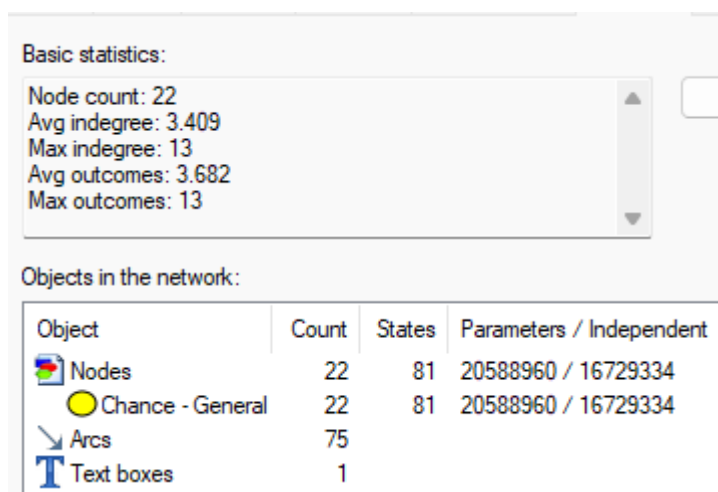 Basic statistics:
Node count: 22
Avg indegree: 3.409
Max indegree: 13
Avg outcomes: 3.682
Max outcomes: 13
Objects in the network:
Object Count States Parameters / Independent
Nodes 22 81 20588960 / 16729334
Chance - General 22 81 20588960 / 16729334
Arcs 75
Text boxes 1